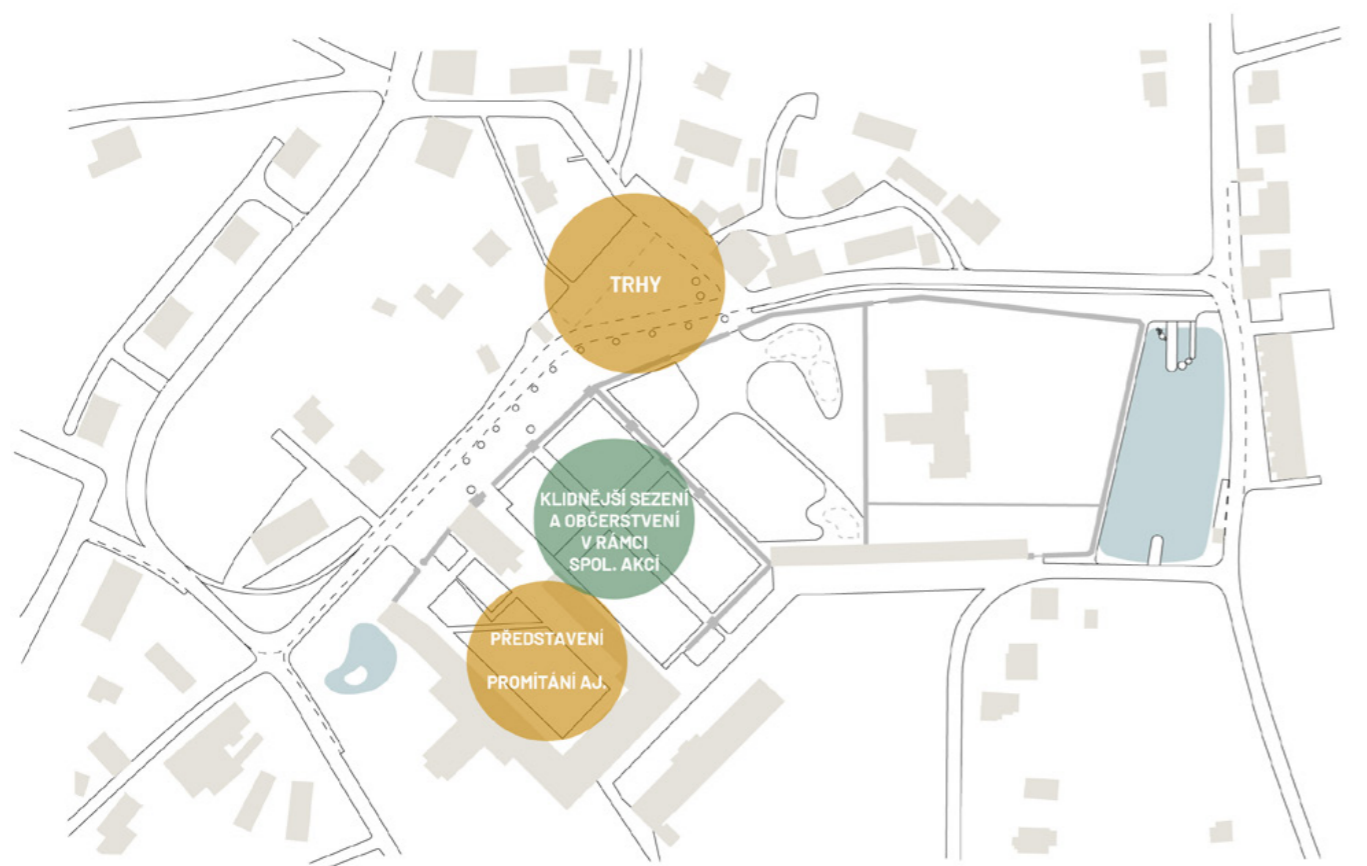 TRHY
KLIDNĚJŠÍ SEZENÍ
A OBČERSTVENÍ
V RÁMCI
SPOL. AKCÍ
PŘEDSTAVENÍ
PROMÍTÁNÍ AJ.